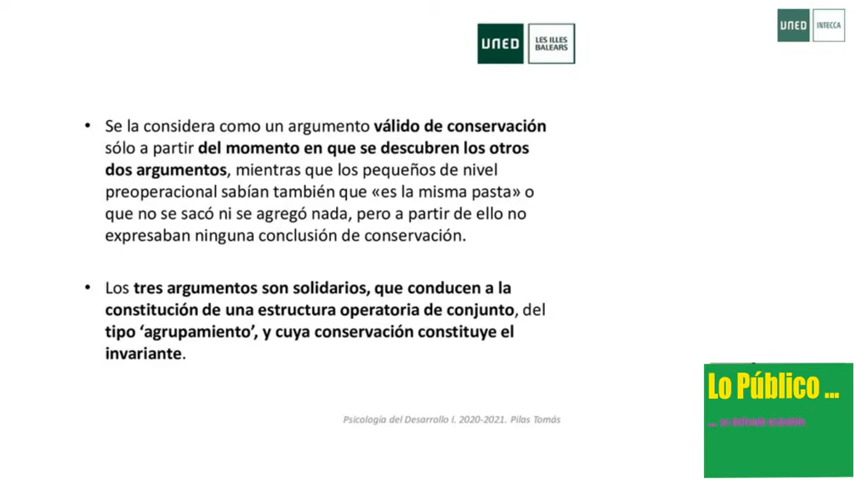 UNED
LES ILLES
BALEARS
UNED
INTECCA
• Se la considera como un argumento válido de conservación
sólo a partir del momento en que se descubren los otros
dos argumentos, mientras que los pequeños de nivel
preoperacional sabían también que «es la misma pasta» o
que no se sacó ni se agregó nada, pero a partir de ello no
expresaban ninguna conclusión de conservación.
• Los tres argumentos son solidarios, que conducen a la
constitución de una estructura operatoria de conjunto, del
tipo ‘agrupamiento’, y cuya conservación constituye el
invariante.
Lo Público ...
Psicología del Desarrollo I. 2020-2021. Pilas Tomás